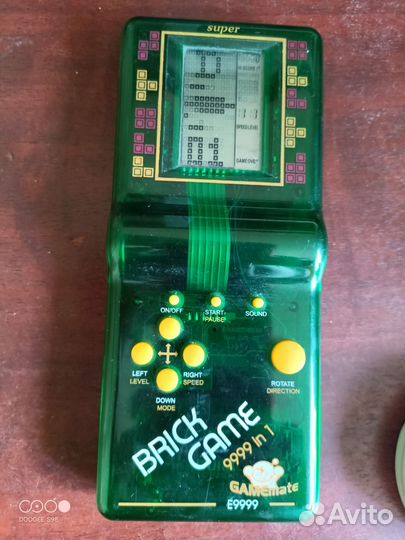 super
HI-SCORE
SPEED LEVEL
GAME OVER
ON/OFF
START
PAUSE
SOUND
LEFT
LEVEL
RIGHT
SPEED
DOWN
MODE
ROTATE
DIRECTION
BRICK
GAME
9999 in 1
GAMEmate
E9999
DOOGEE S98
Avito